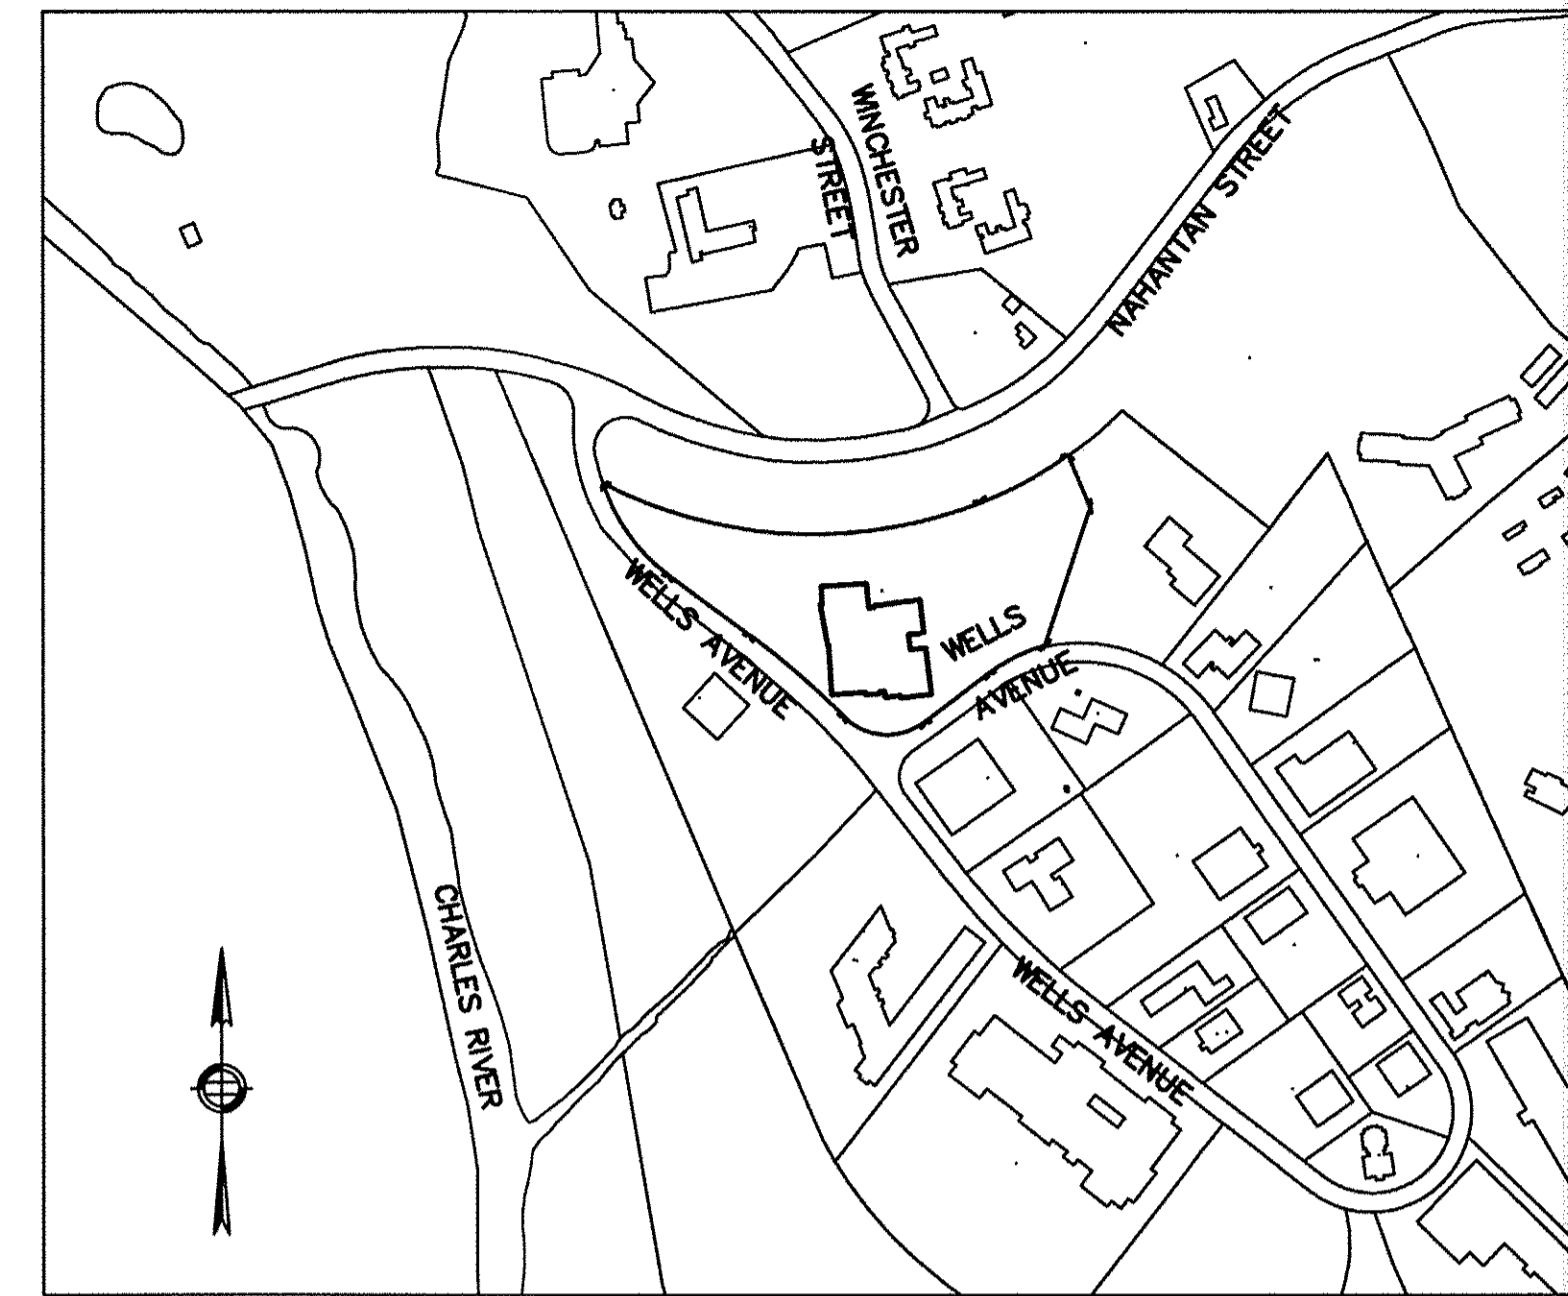 WINCHESTER
STREET
NAHANTAN STREET
WELLS AVENUE
WELLS
AVENUE
CHARLES RIVER
WELLS AVENUE